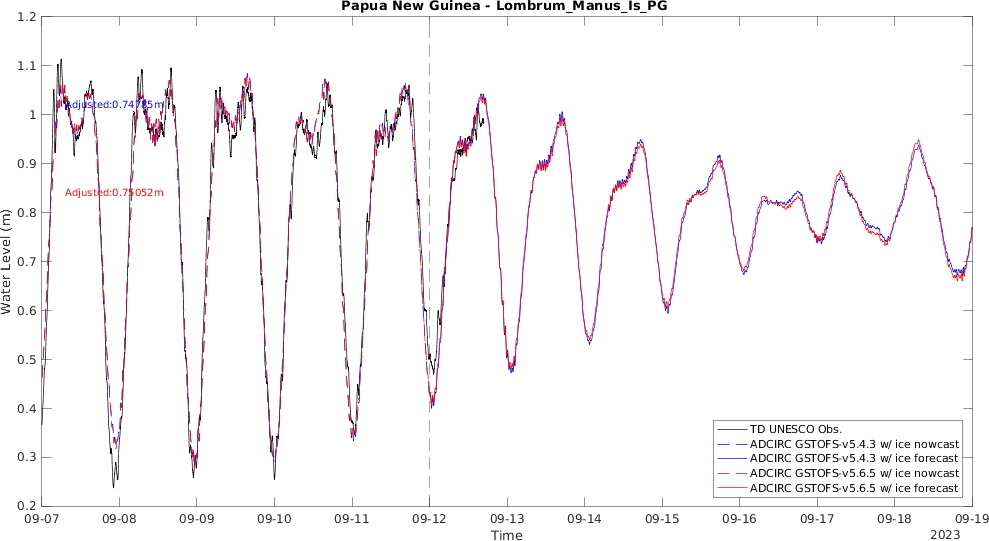 Papua New Guinea - Lombrum_Manus_Is_PG
1.2
1.1
1
0.9
0.8
0.7
0.6
0.5
0.4
0.3
0.2
Water Level (m)
Adjusted:0.74785m
Adjusted:0.75052m
TD UNESCO Obs.
ADCIRC GSTOFS-v5.4.3 w/ ice nowcast
ADCIRC GSTOFS-v5.4.3 w/ ice forecast
ADCIRC GSTOFS-v5.6.5 w/ ice nowcast
ADCIRC GSTOFS-v5.6.5 w/ ice forecast
09-07 09-08 09-09 09-10 09-11 09-12 09-13 09-14 09-15 09-16 09-17 09-18 09-19
Time
2023